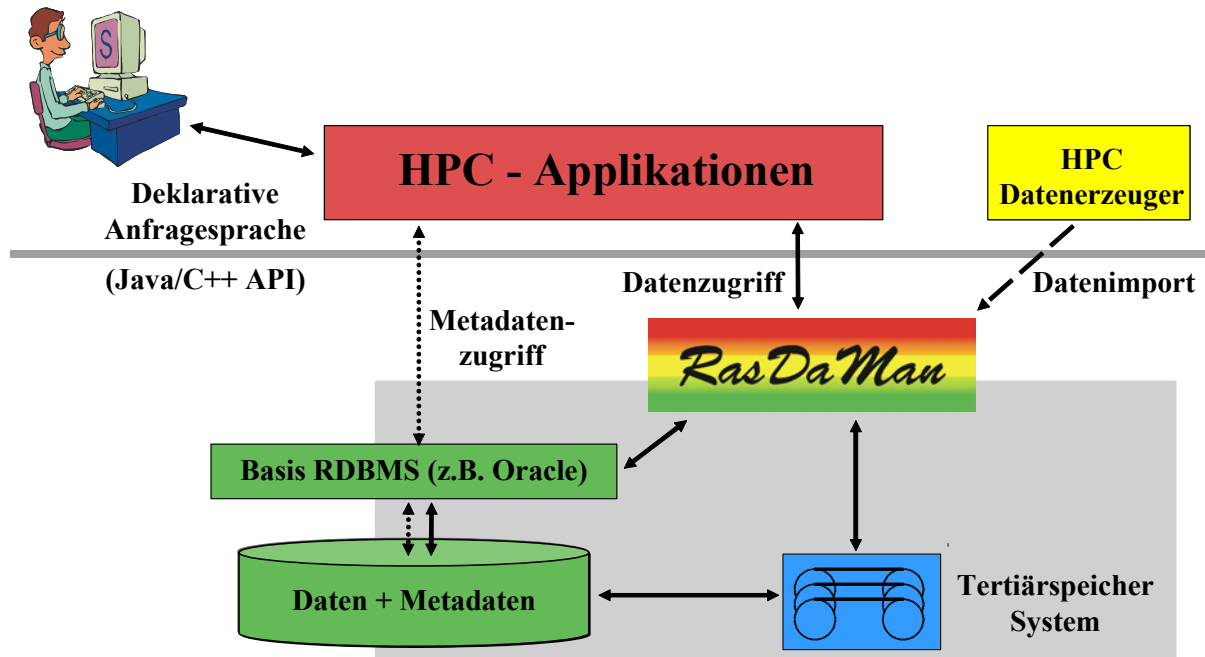 S
HPC - Applikationen
HPC
Datenerzeuger
Deklarative
Anfragesprache
(Java/C++ API)
Datenzugriff
Datenimport
Metadaten-
zugriff
RasDaMan
Basis RDBMS (z.B. Oracle)
Daten + Metadaten
Tertiärspeicher
System